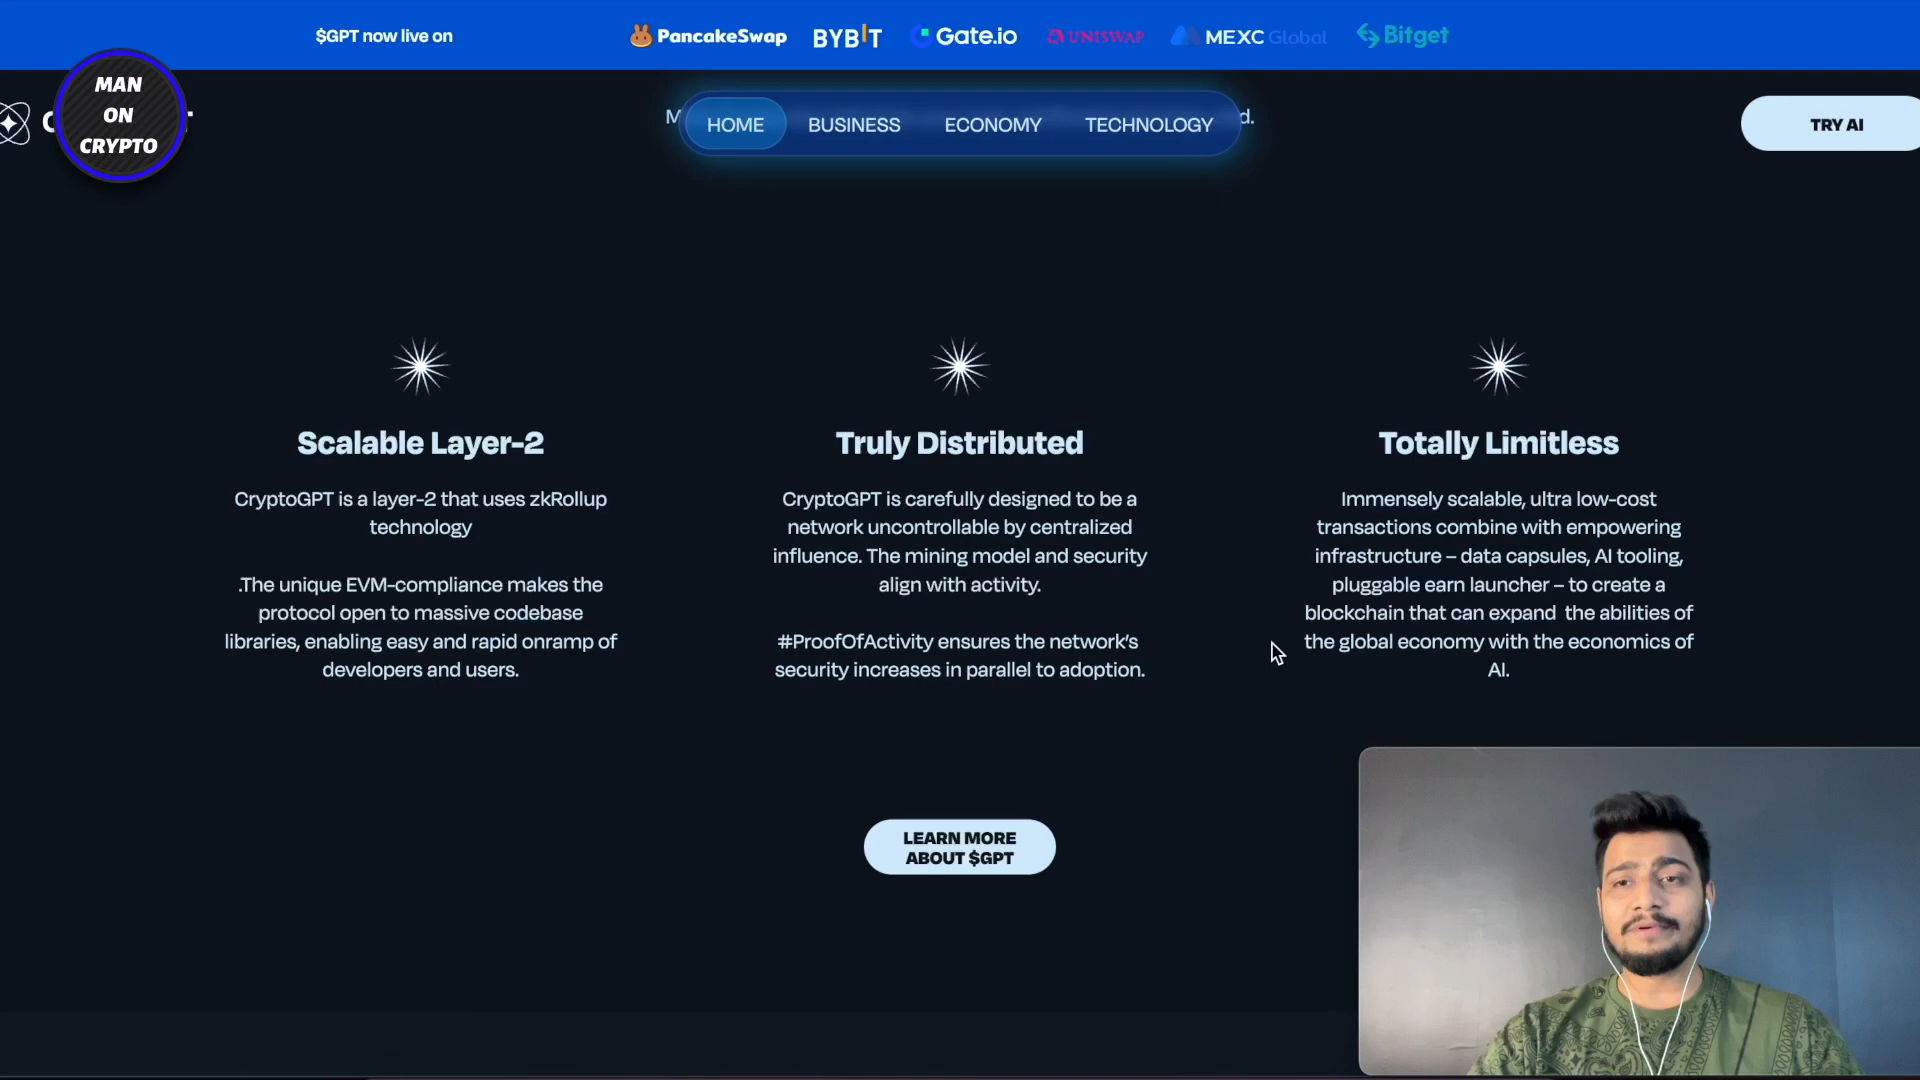 $GPT now live on
PancakeSwap
BYBIT
Gate.io
UNISWAP
MEXC Global
Bitget
MAN
ON
CRYPTO
HOME
BUSINESS
ECONOMY
TECHNOLOGY
TRY AI
Scalable Layer-2
CryptoGPT is a layer-2 that uses zkRollup
technology
.The unique EVM-compliance makes the
protocol open to massive codebase
libraries, enabling easy and rapid onramp of
developers and users.
Truly Distributed
CryptoGPT is carefully designed to be a
network uncontrollable by centralized
influence. The mining model and security
align with activity.
#ProofOfActivity ensures the network's
security increases in parallel to adoption.
Totally Limitless
Immensely scalable, ultra low-cost
transactions combine with empowering
infrastructure – data capsules, AI tooling,
pluggable earn launcher – to create a
blockchain that can expand the abilities of
the global economy with the economics of
AI.
LEARN MORE
ABOUT $GPT